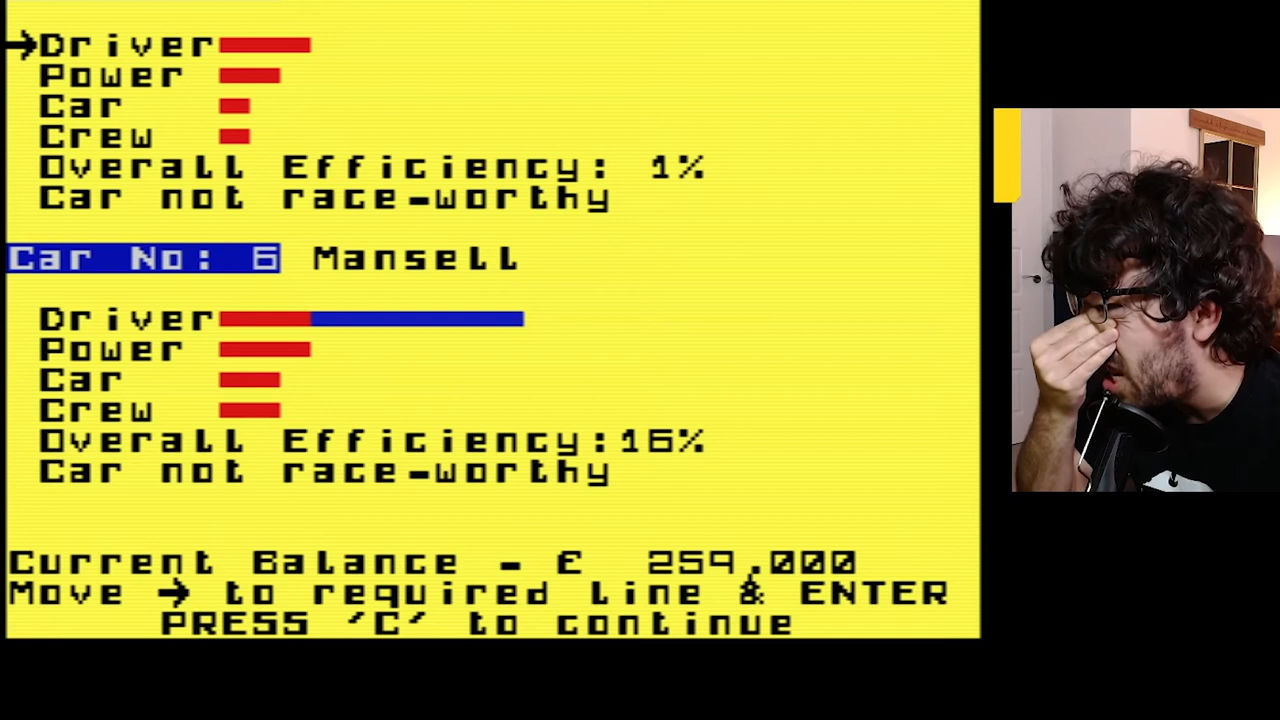 →Driver
Power
Car
Crew
Overall Efficiency: 1%
Car not race-worthy
Car No: 6 Mansell
Driver
Power
Car
Crew
Overall Efficiency:16%
Car not race-worthy
Current Balance - £ 259,000
Move → to required line & ENTER
PRESS 'C' to continue